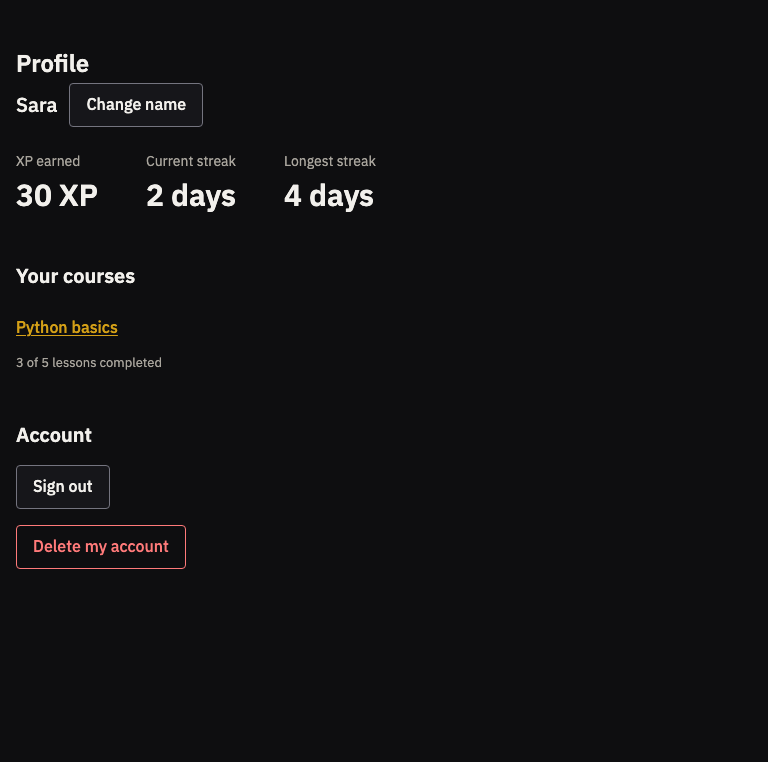 Profile
Sara Change name
XP earned Current streak Longest streak
30 XP 2 days 4 days
Your courses
Python basics
3 of 5 lessons completed
Account
Sign out
Delete my account